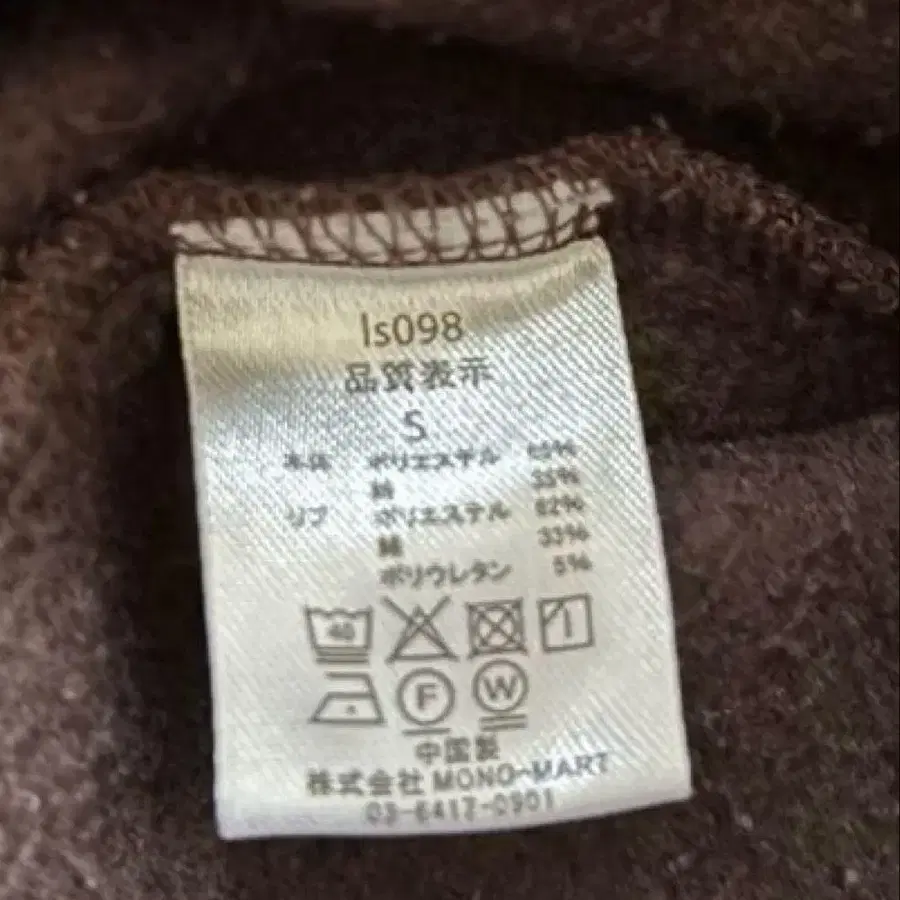 ls098
品質表示
S
本体 ポリエステル 65%
綿 35%
リブ ポリエステル 62%
綿 33%
ポリウレタン 5%
40
F W
中国製
株式会社 MONO-MART
03-6417-0901